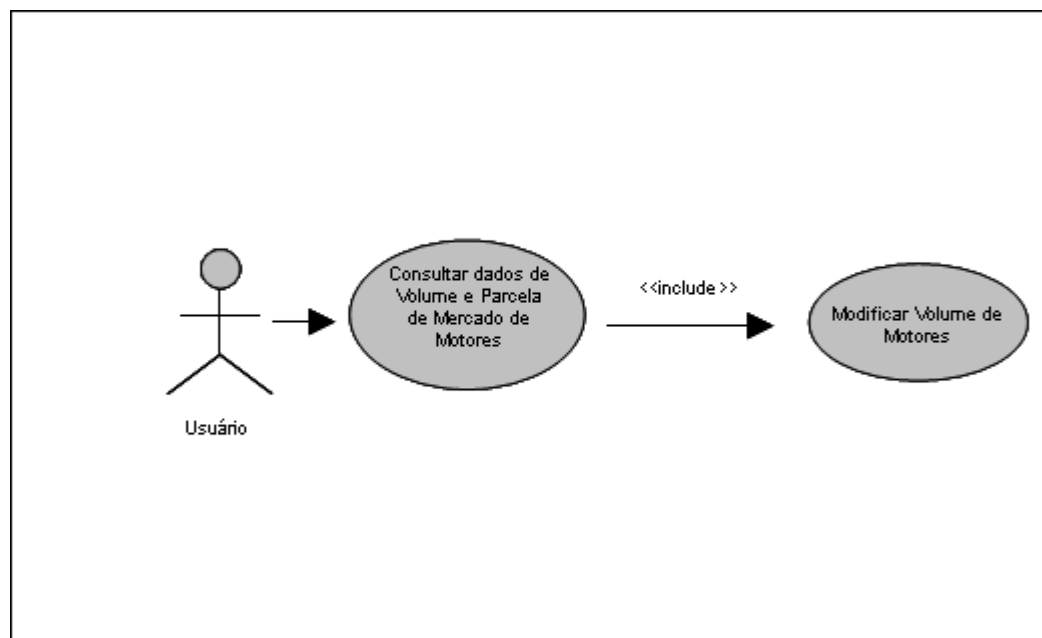 Consultar dados de
Volume e Parcela
de Mercado de
Motores
<<include>>
Modificar Volume de
Motores
Usuário